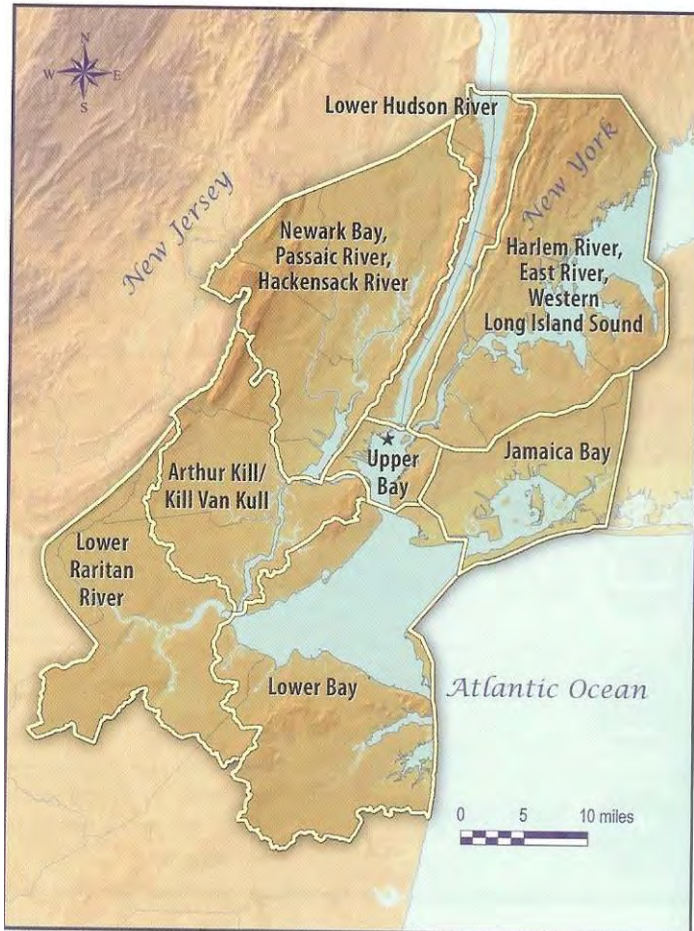 N
W E
S
Lower Hudson River
New Jersey
New York
Newark Bay,
Passaic River,
Hackensack River
Harlem River,
East River,
Western
Long Island Sound
Upper
Bay
Jamaica Bay
Arthur Kill/
Kill Van Kull
Lower
Raritan
River
Lower Bay
Atlantic Ocean
0 5 10 miles